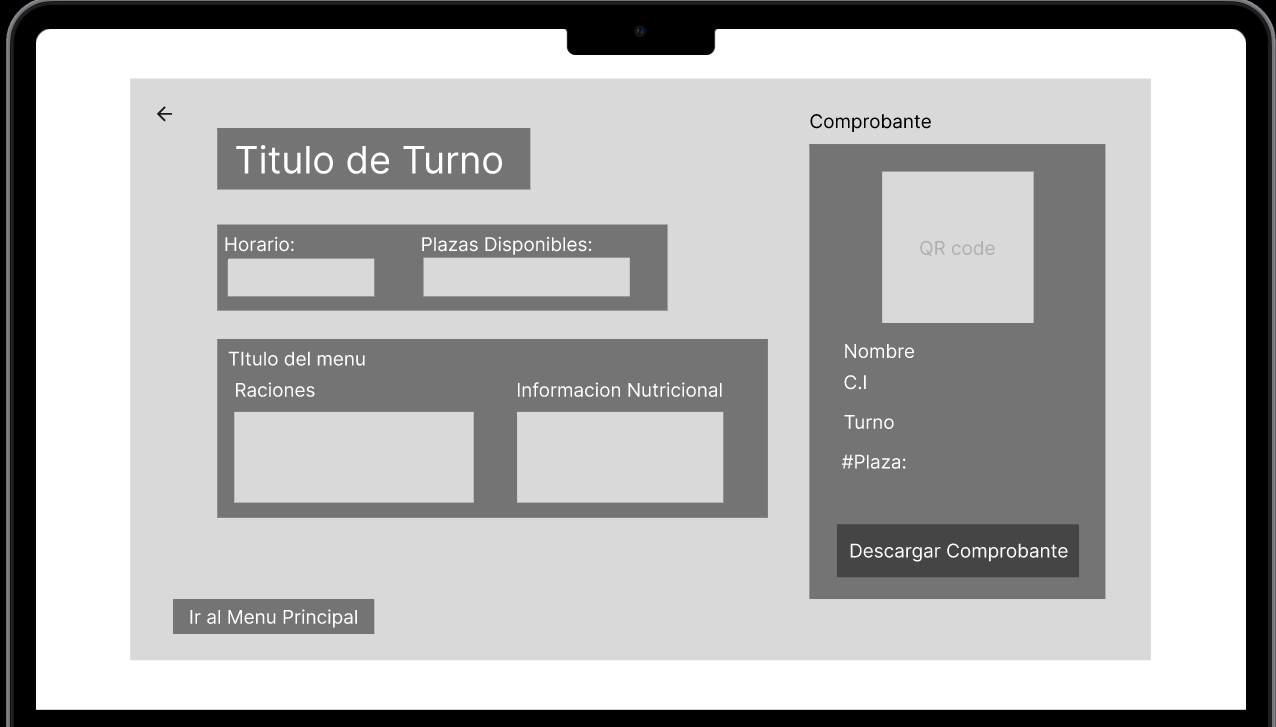 Titulo de Turno
Horario:
Plazas Disponibles:
TItulo del menu
Raciones
Informacion Nutricional
Ir al Menu Principal
Comprobante
QR code
Nombre
C.I
Turno
#Plaza:
Descargar Comprobante